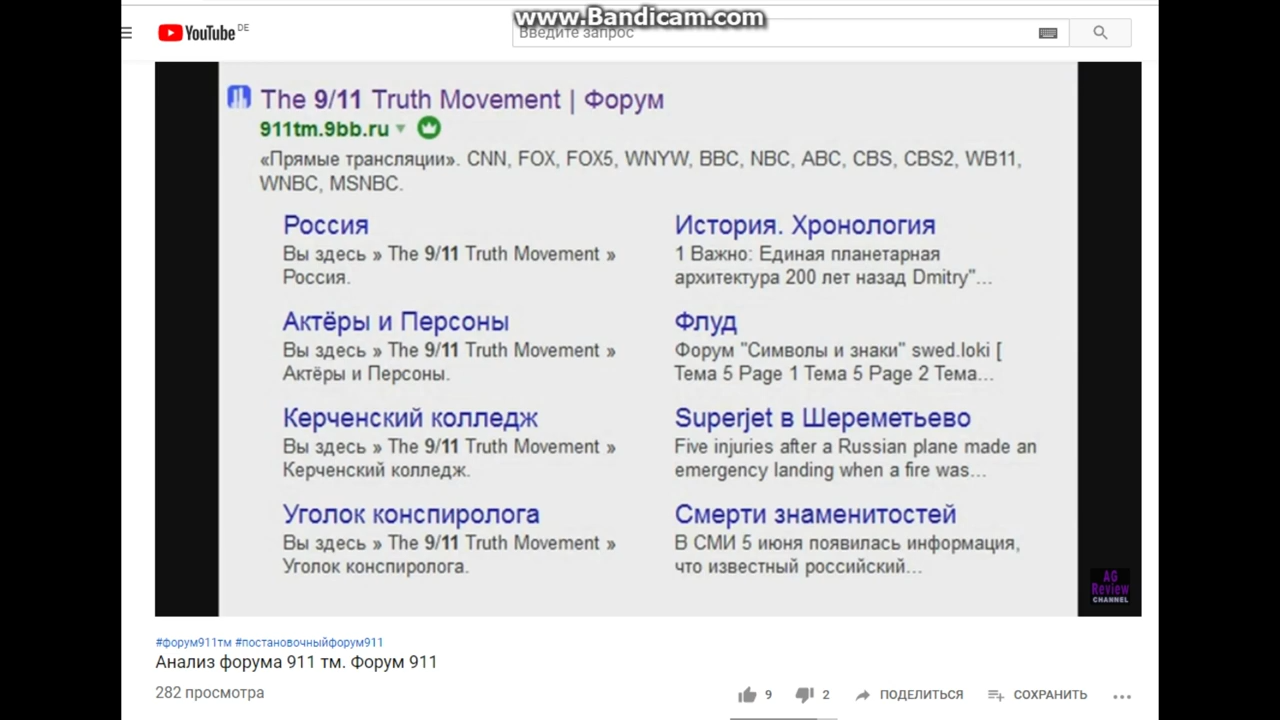 www.Bandicam.com
YouTube DE
Введите запрос
The 9/11 Truth Movement | Форум
911tm.9bb.ru
«Прямые трансляции». CNN, FOX, FOX5, WNYW, BBC, NBC, ABC, CBS, CBS2, WB11,
WNBC, MSNBC.
Россия
Вы здесь » The 9/11 Truth Movement »
Россия.
История. Хронология
1 Важно: Единая планетарная
архитектура 200 лет назад Dmitry"...
Актёры и Персоны
Вы здесь » The 9/11 Truth Movement »
Актёры и Персоны.
Флуд
Форум "Символы и знаки" swed.loki [
Тема 5 Page 1 Тема 5 Page 2 Тема...
Керченский колледж
Вы здесь » The 9/11 Truth Movement »
Керченский колледж.
Superjet в Шереметьево
Five injuries after a Russian plane made an
emergency landing when a fire was...
Уголок конспиролога
Вы здесь » The 9/11 Truth Movement »
Уголок конспиролога.
Смерти знаменитостей
В СМИ 5 июня появилась информация,
что известный российский...
AG
Review
CHANNEL
#форум911тм #постановочныйфорум911
Анализ форума 911 тм. Форум 911
282 просмотра
9
2
ПОДЕЛИТЬСЯ
СОХРАНИТЬ